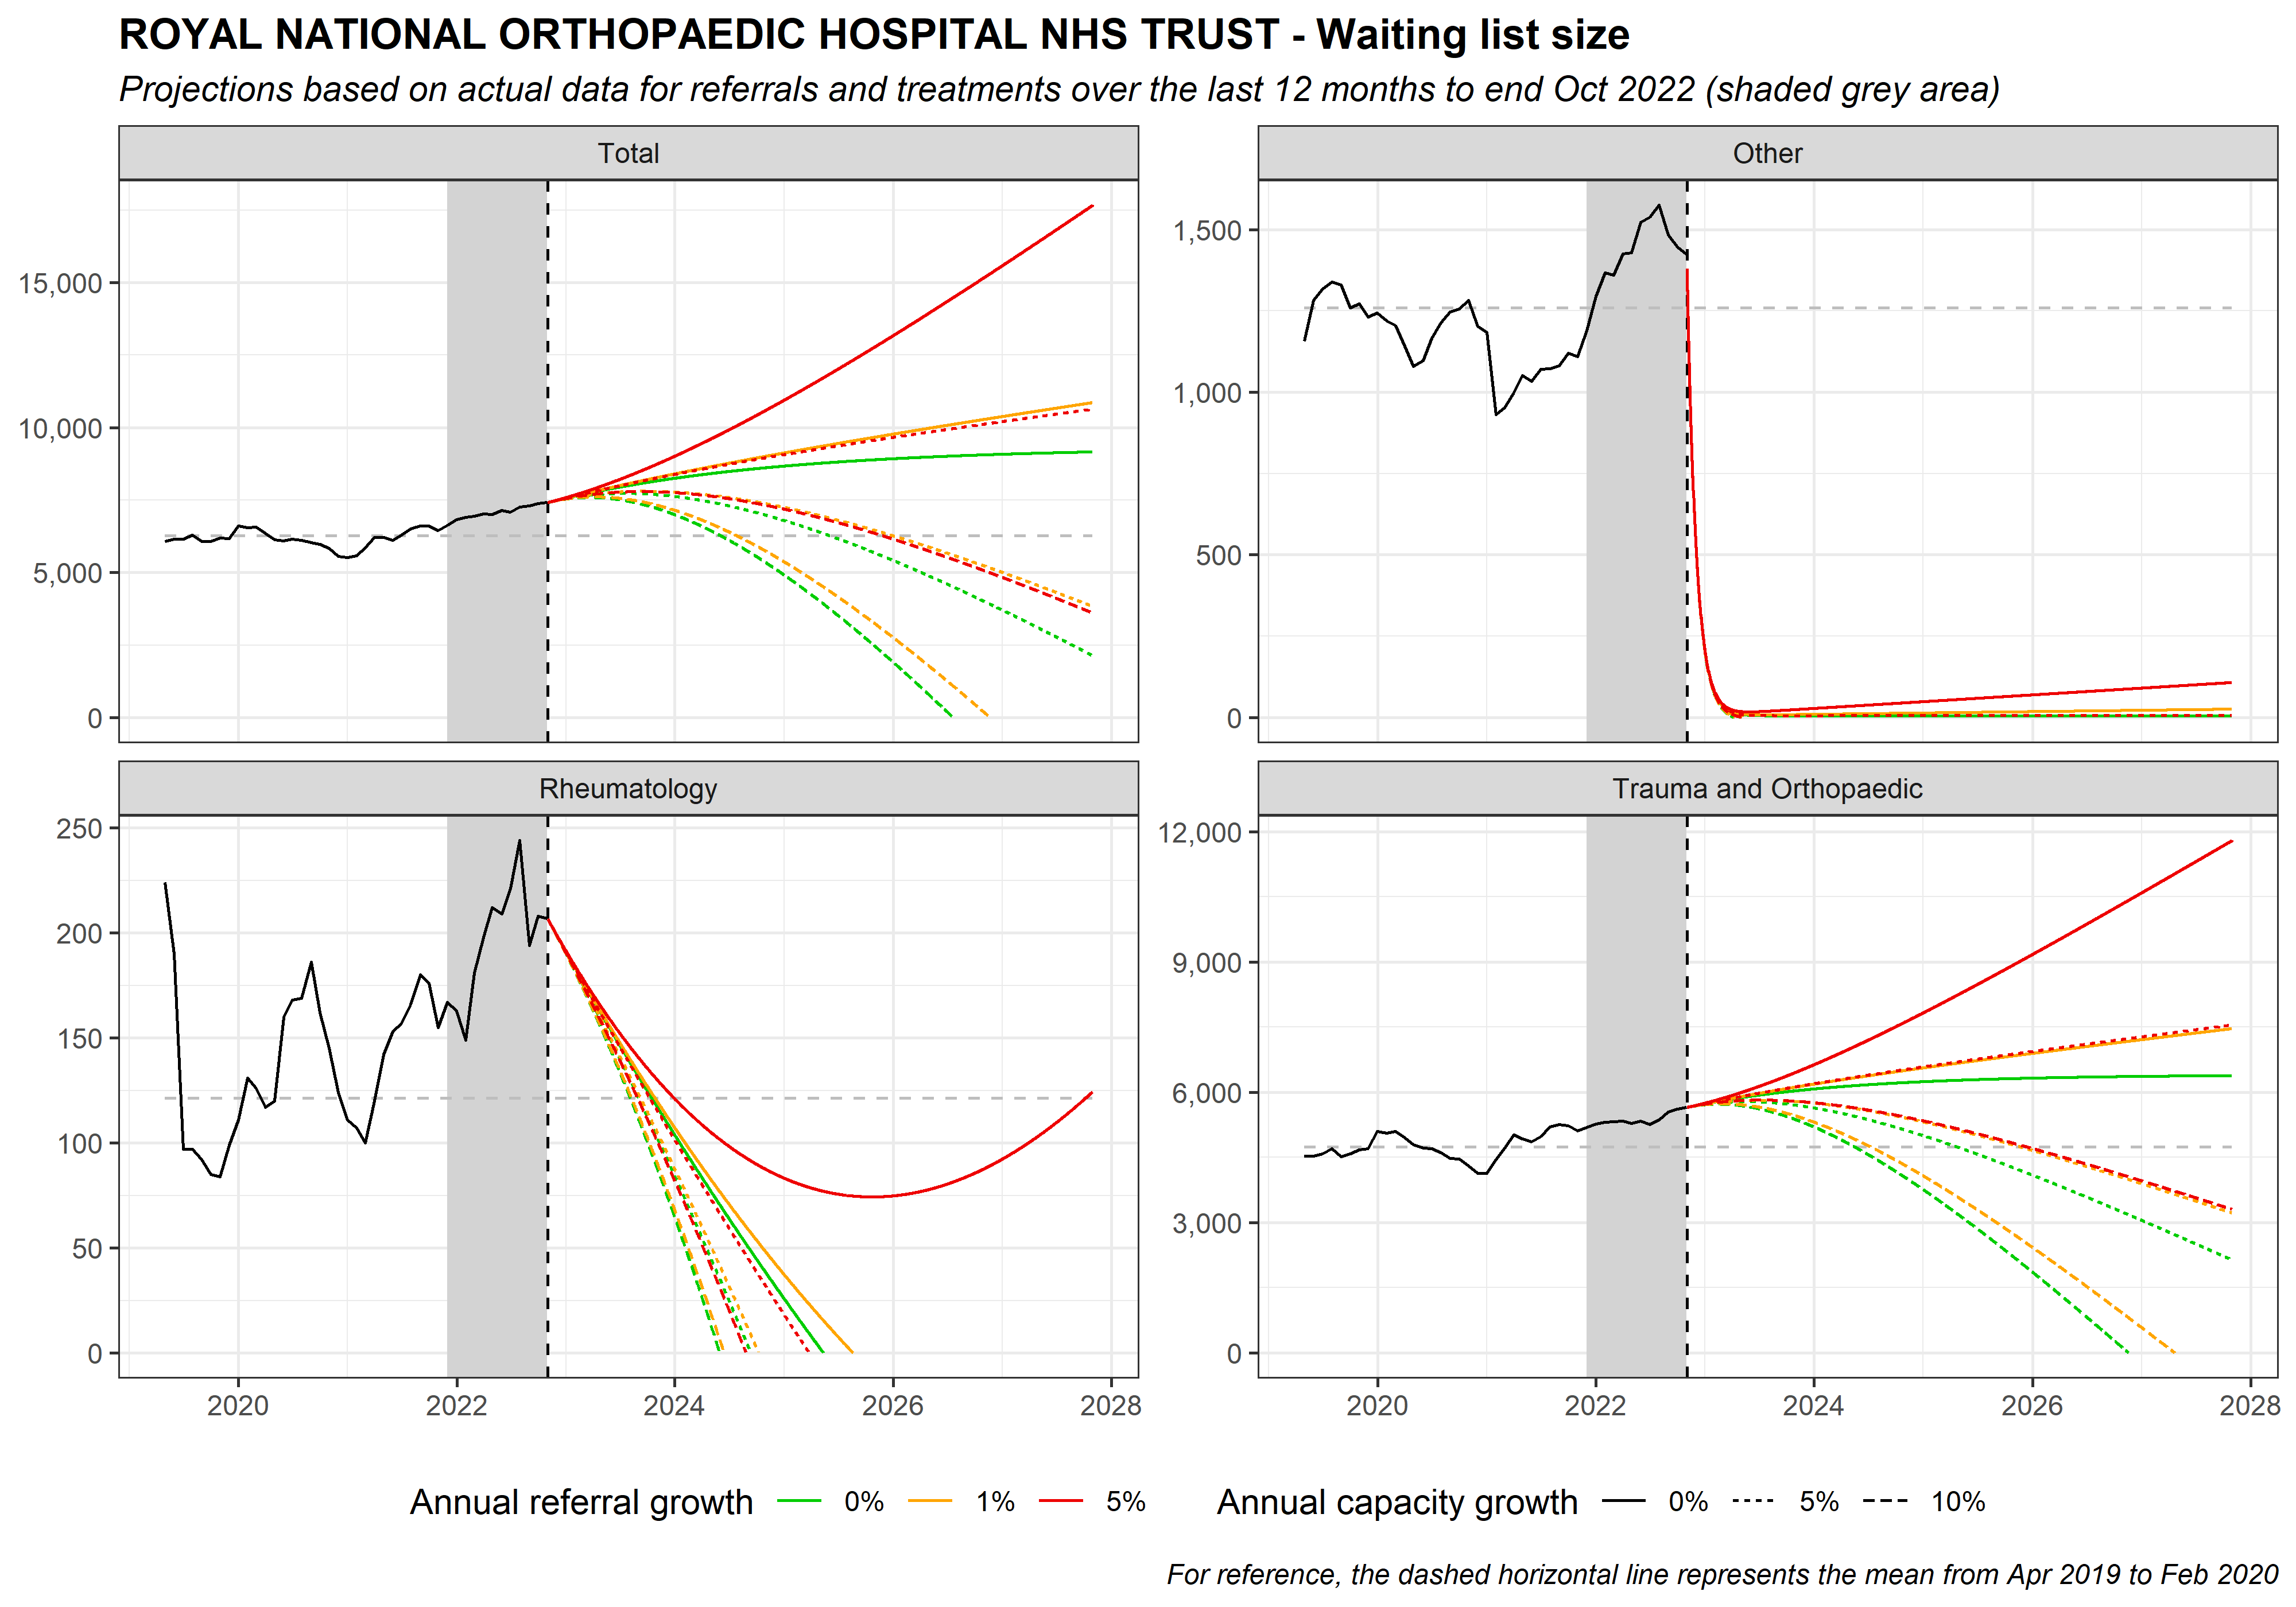 ROYAL NATIONAL ORTHOPAEDIC HOSPITAL NHS TRUST - Waiting list size
Projections based on actual data for referrals and treatments over the last 12 months to end Oct 2022 (shaded grey area)
Total
15,000
10,000
5,000
0
Other
1,500
1,000
500
0
Rheumatology
250
200
150
100
50
0
2020 2022 2024 2026 2028
Trauma and Orthopaedic
12,000
9,000
6,000
3,000
0
2020 2022 2024 2026 2028
Annual referral growth 0% 1% 5%
Annual capacity growth 0% 5% 10%
For reference, the dashed horizontal line represents the mean from Apr 2019 to Feb 2020